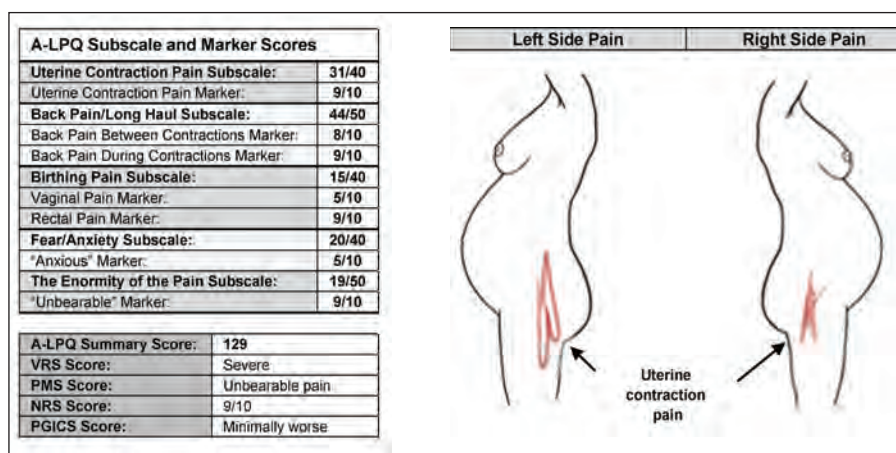 A-LPQ Subscale and Marker Scores
Uterine Contraction Pain Subscale: 31/40
Uterine Contraction Pain Marker: 9/10
Back Pain/Long Haul Subscale: 44/50
Back Pain Between Contractions Marker: 8/10
Back Pain During Contractions Marker: 9/10
Birthing Pain Subscale: 15/40
Vaginal Pain Marker: 5/10
Rectal Pain Marker: 9/10
Fear/Anxiety Subscale: 20/40
"Anxious" Marker: 5/10
The Enormity of the Pain Subscale: 19/50
"Unbearable" Marker: 9/10
A-LPQ Summary Score: 129
VRS Score: Severe
PMS Score: Unbearable pain
NRS Score: 9/10
PGICS Score: Minimally worse
Left Side Pain Right Side Pain
Uterine
contraction
pain